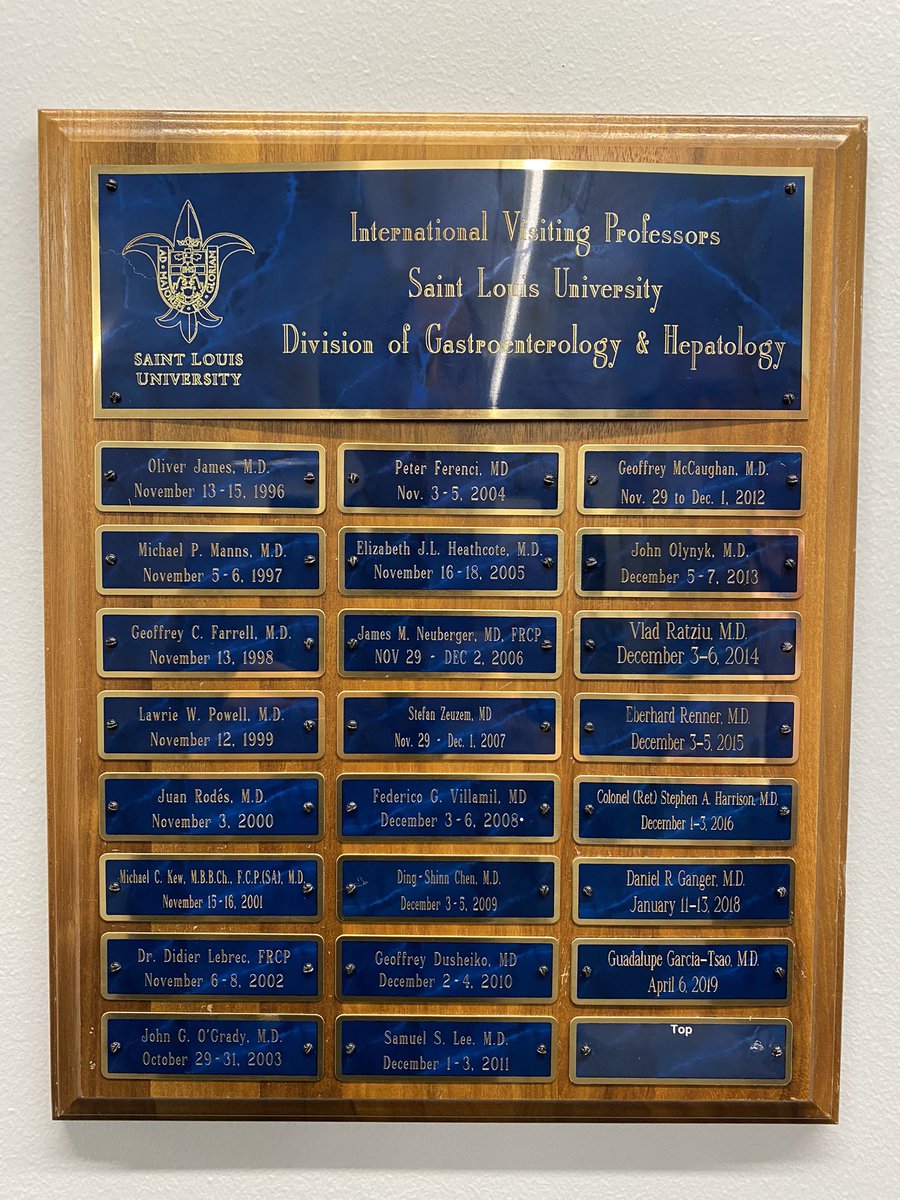 AD MAJOREM DEI GLORIAM
IHS
SAINT LOUIS
UNIVERSITY
International Visiting Professors
Saint Louis University
Division of Gastroenterology & Hepatology
Oliver James, M.D.
November 13-15, 1996
Michael P. Manns, M.D.
November 5-6, 1997
Geoffrey C. Farrell, M.D.
November 13, 1998
Lawrie W. Powell, M.D.
November 12, 1999
Juan Rodés, M.D.
November 3, 2000
Michael C. Kew, M.B.B.Ch., F.C.P.(SA), M.D.
November 15-16, 2001
Dr. Didier Lebrec, FRCP
November 6-8, 2002
John G. O'Grady, M.D.
October 29-31, 2003
Peter Ferenci, MD
Nov. 3-5, 2004
Elizabeth J.L. Heathcote, M.D.
November 16-18, 2005
James M. Neuberger, MD, FRCP
NOV 29 - DEC 2, 2006
Stefan Zeuzem, MD
Nov. 29 - Dec. 1, 2007
Federico G. Villamil, MD
December 3-6, 2008
Ding-Shinn Chen, M.D.
December 3-5, 2009
Geoffrey Dusheiko, MD
December 2-4, 2010
Samuel S. Lee, M.D.
December 1-3, 2011
Geoffrey McCaughan, M.D.
Nov. 29 to Dec. 1, 2012
John Olynyk, M.D.
December 5-7, 2013
Vlad Ratziu, M.D.
December 3-6, 2014
Eberhard Renner, M.D.
December 3-5, 2015
Colonel (Ret) Stephen A. Harrison, M.D.
December 1-3, 2016
Daniel R Ganger, M.D.
January 11-13, 2018
Guadalupe Garcia-Tsao, M.D.
April 6, 2019
Top